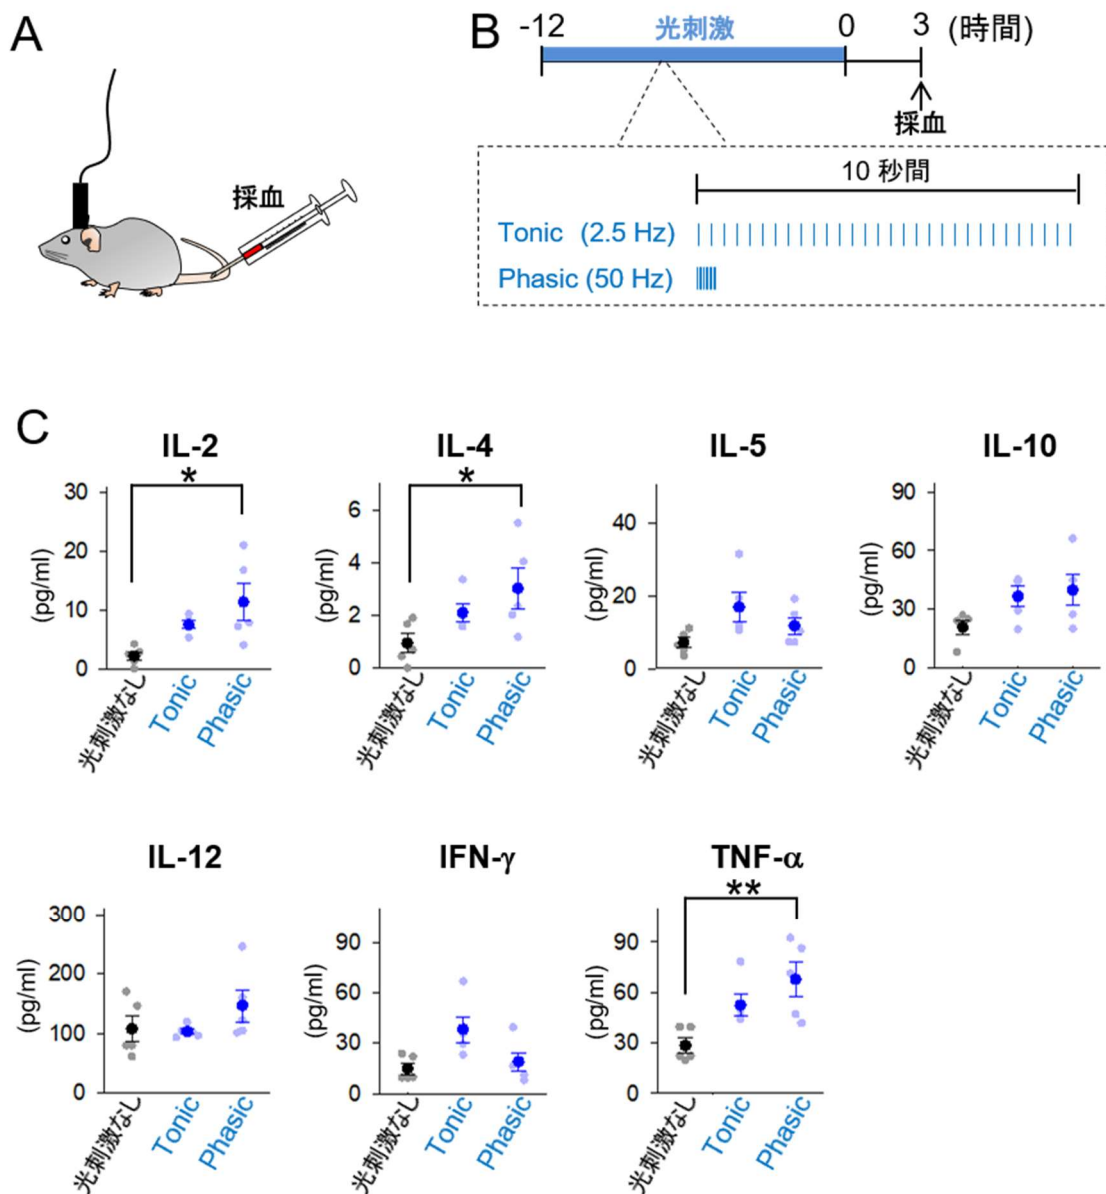 A
採血
B
-12 光刺激 0 3 (時間)
採血
10 秒間
Tonic (2.5 Hz)
Phasic (50 Hz)
C
IL-2
*
30
20
10
0
(pg/ml)
光刺激なし
Tonic
Phasic
IL-4
*
6
4
2
0
(pg/ml)
光刺激なし
Tonic
Phasic
IL-5
40
20
0
(pg/ml)
光刺激なし
Tonic
Phasic
IL-10
90
60
30
0
(pg/ml)
光刺激なし
Tonic
Phasic
IL-12
300
200
100
0
(pg/ml)
光刺激なし
Tonic
Phasic
IFN-γ
90
60
30
0
(pg/ml)
光刺激なし
Tonic
Phasic
TNF-α
**
90
60
30
0
(pg/ml)
光刺激なし
Tonic
Phasic